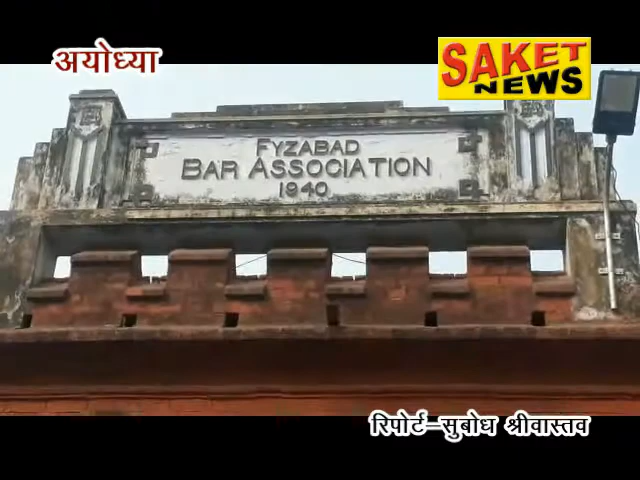 अयोध्या
SAKET
NEWS
FYZABAD
BAR ASSOCIATION
1940
रिपोर्ट-सुबोध श्रीवास्तव